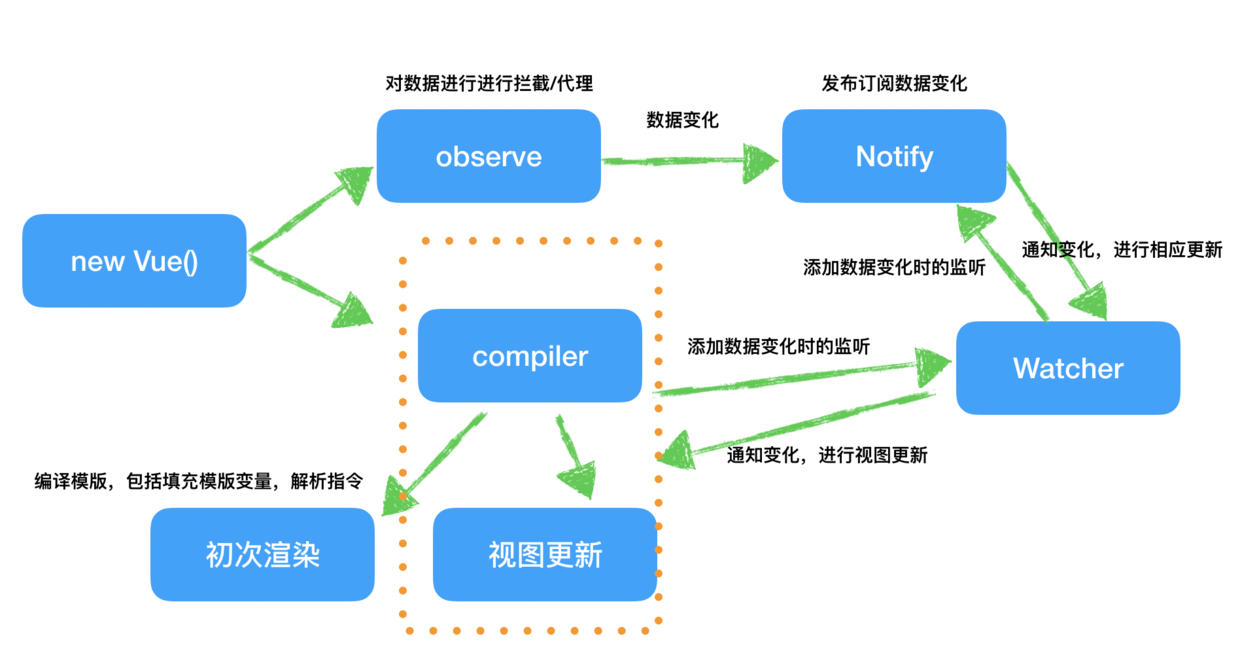 对数据进行进行拦截/代理
发布订阅数据变化
数据变化
observe
Notify
new Vue()
通知变化，进行相应更新
添加数据变化时的监听
添加数据变化时的监听
compiler
Watcher
通知变化，进行视图更新
编译模版，包括填充模版变量，解析指令
初次渲染
视图更新